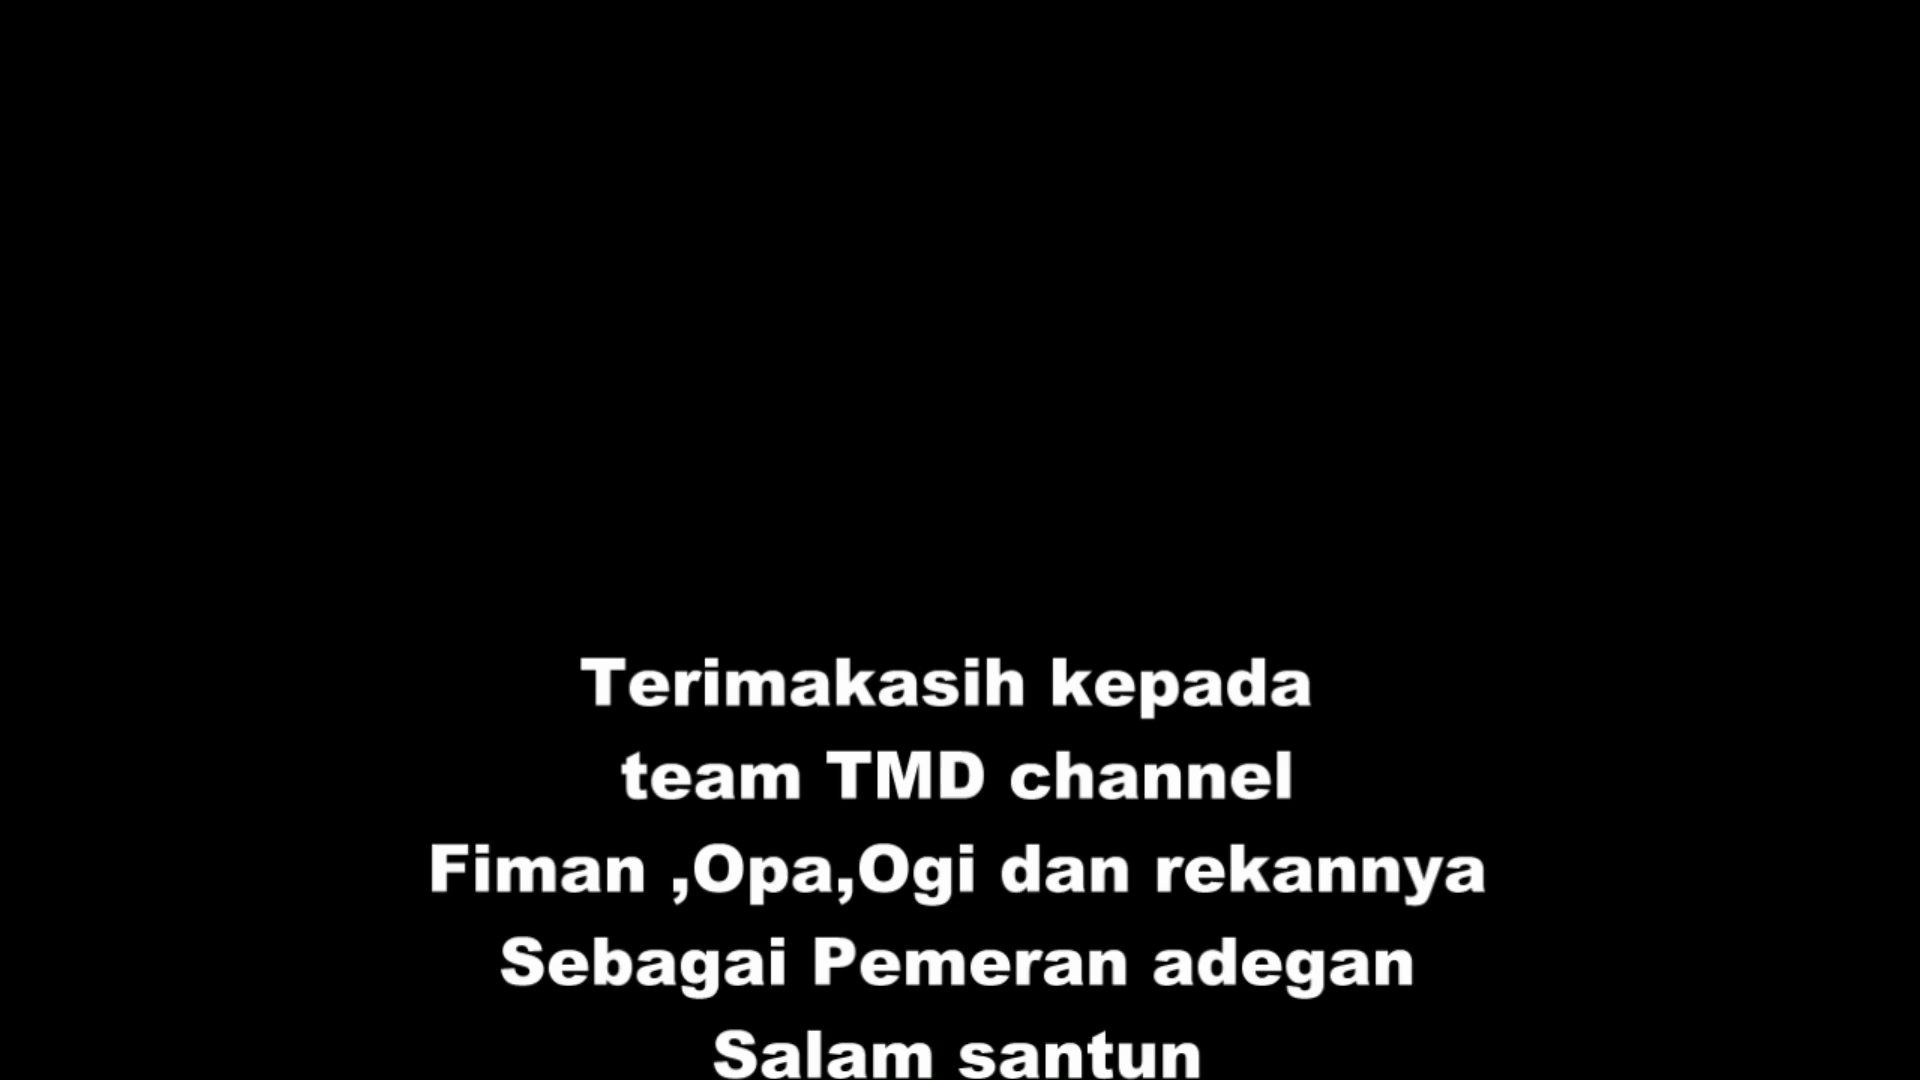 Terimakasih kepada
team TMD channel
Fiman ,Opa,Ogi dan rekannya
Sebagai Pemeran adegan
Salam santun